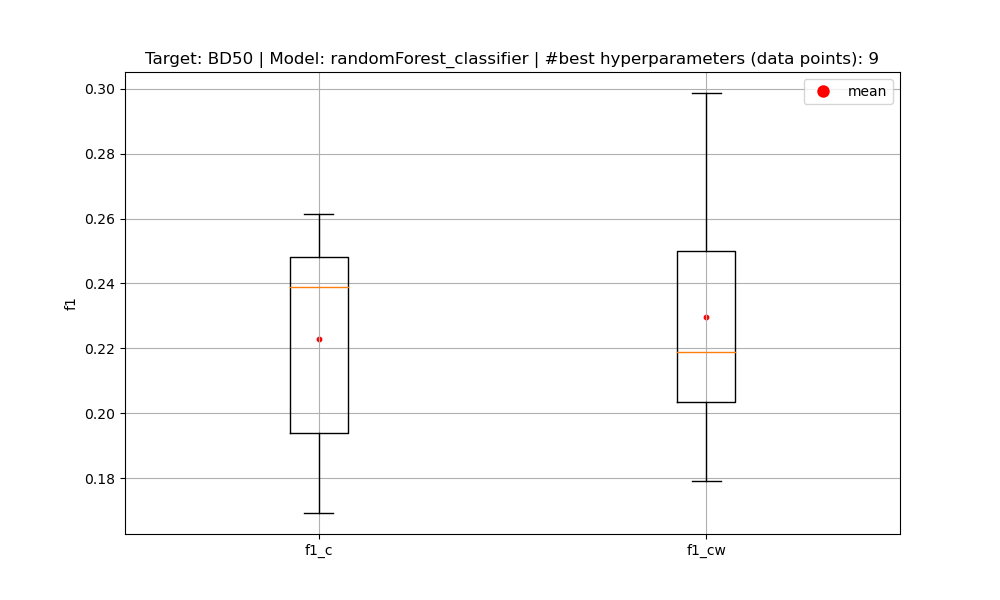 Target: BD50 | Model: randomForest_classifier | #best hyperparameters (data points): 9
mean
0.30
0.28
0.26
0.24
0.22
0.20
0.18
f1
f1_c
f1_cw